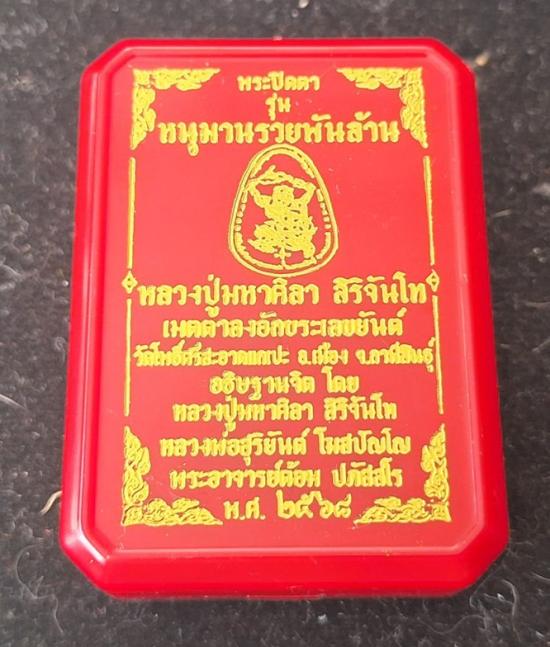 พระปิดตา
รุ่น
หนุมานรวยพันล้าน
หลวงปู่มหาศิลา สิริจันโท
เมตตาลงอักขระเลขยันต์
วัดโพธิ์ศรีสะอาดแกเปะ อ.เมือง จ.กาฬสินธุ์
อธิษฐานจิต โดย
หลวงปู่มหาศิลา สิริจันโท
หลวงพ่อสุริยันต์ โฆสปัญโญ
พระอาจารย์ต้อม ปภัสสโร
พ.ศ. ๒๕๖๘